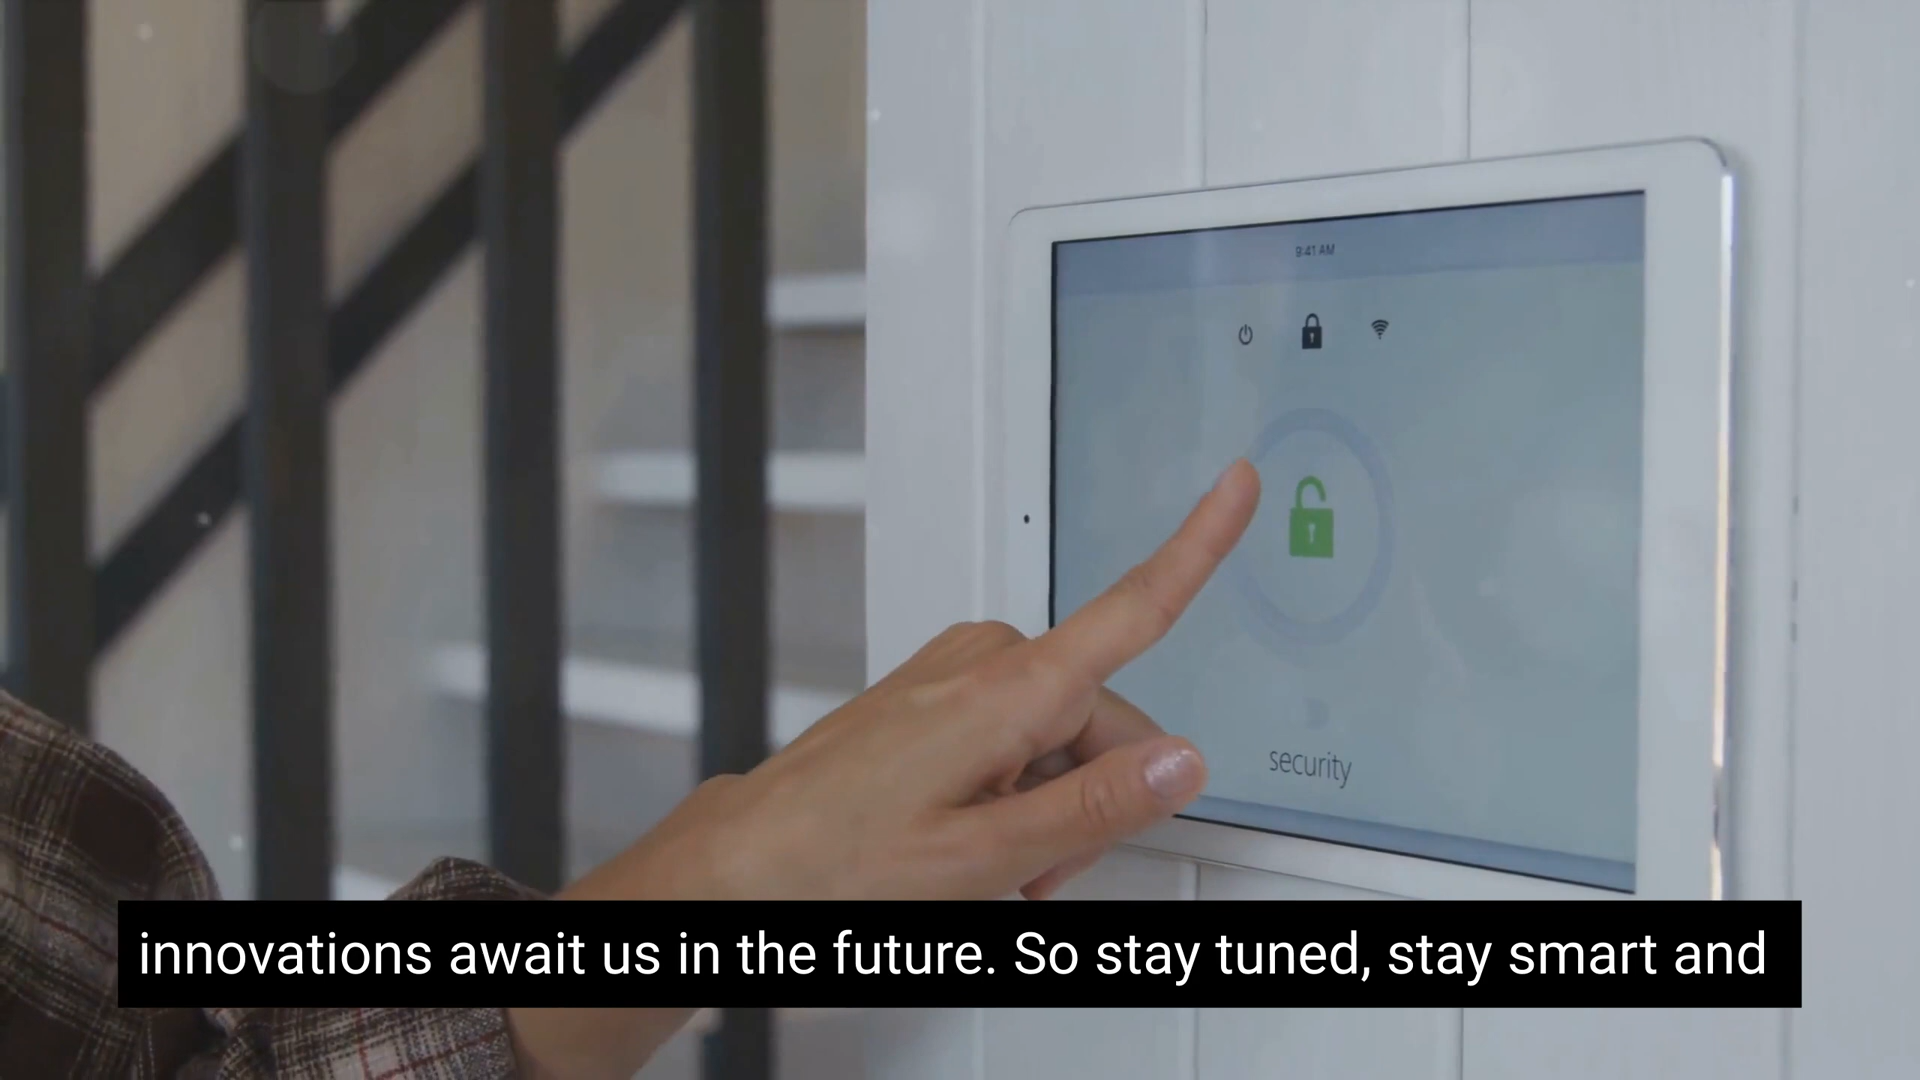 9:41 AM
security
innovations await us in the future. So stay tuned, stay smart and